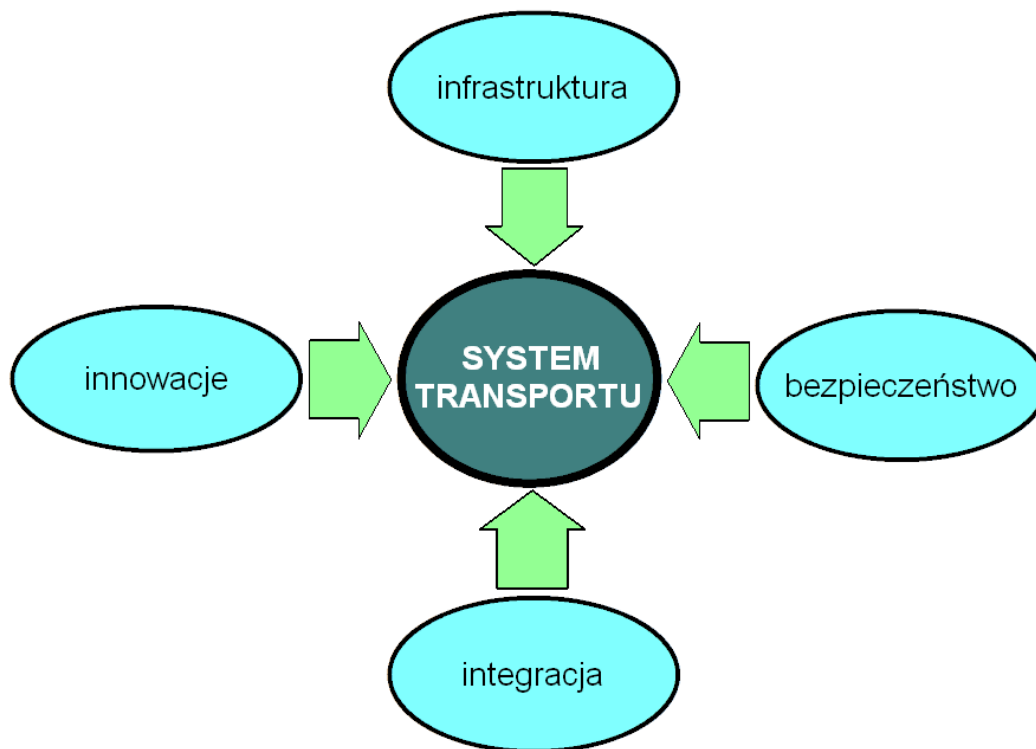 infrastruktura
innowacje
SYSTEM
TRANSPORTU
bezpieczeństwo
integracja